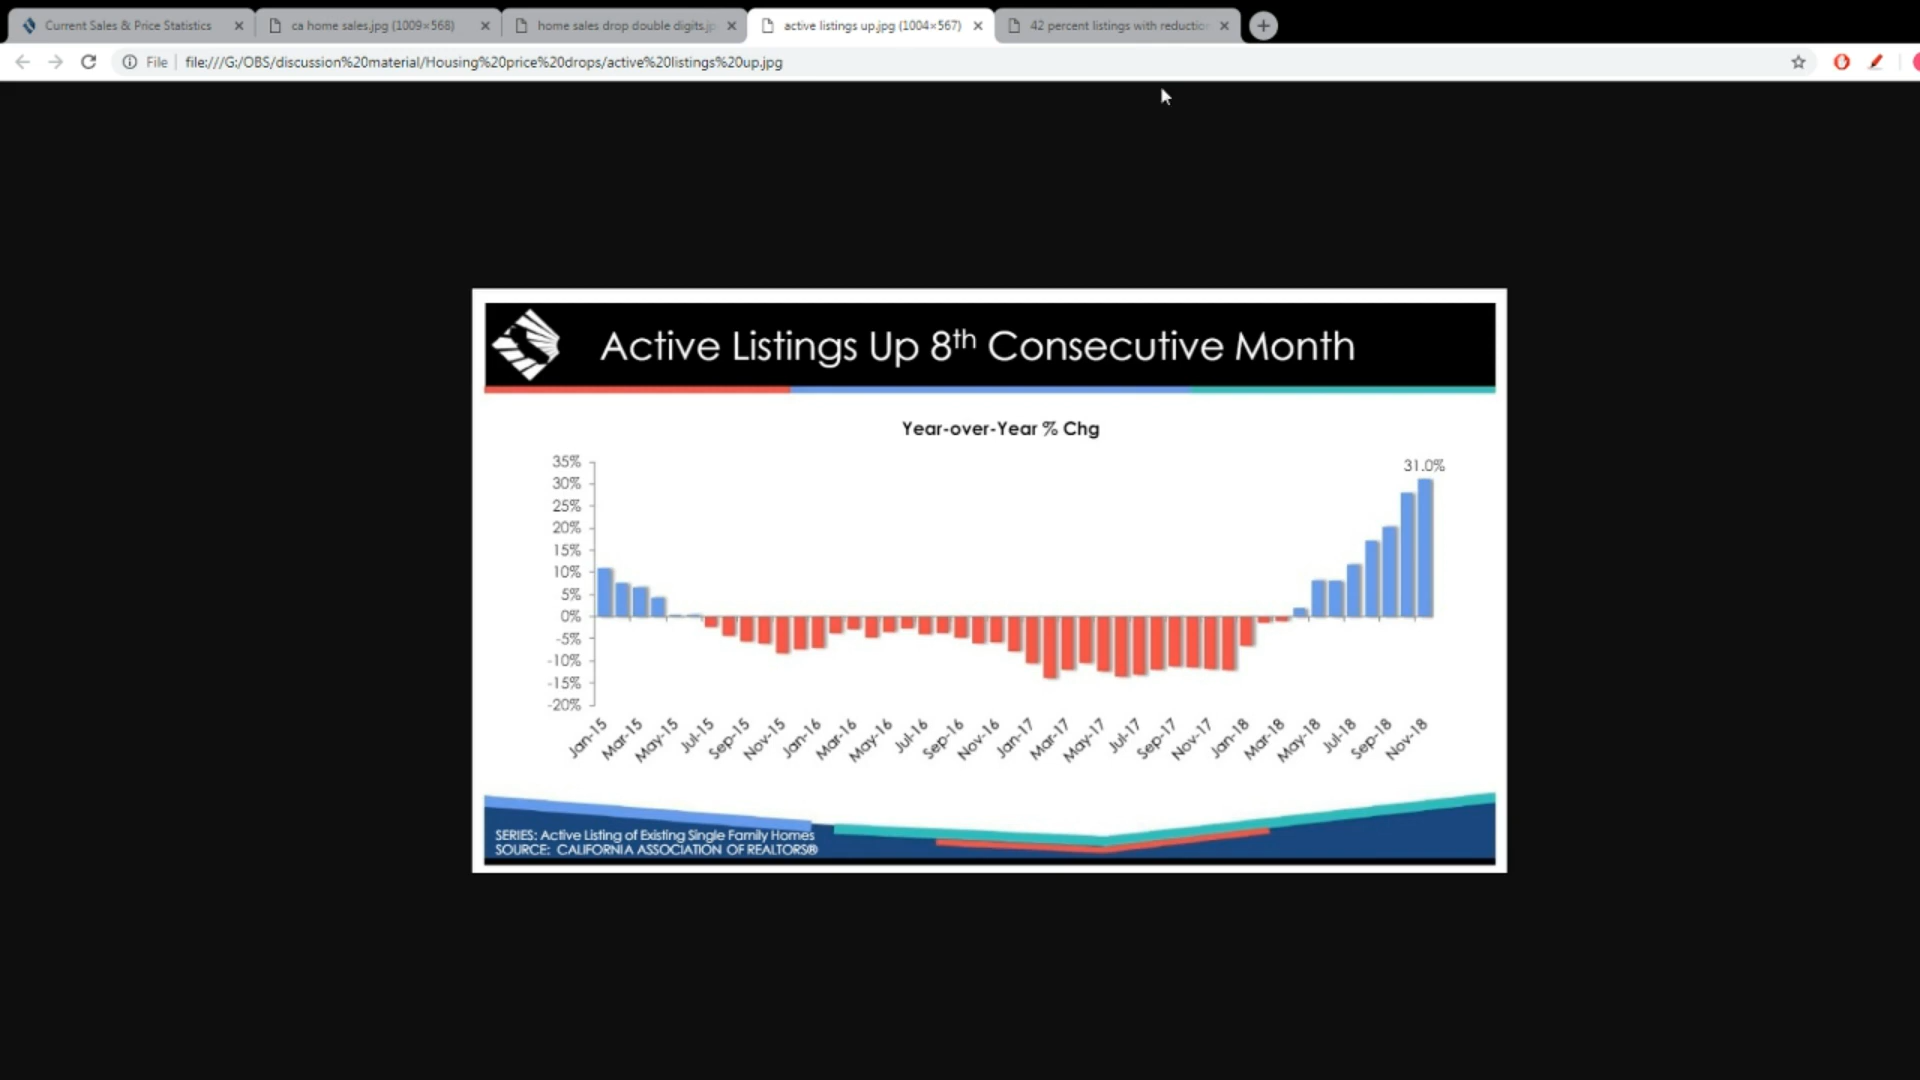 Current Sales & Price Statistics
ca home sales.jpg (1009×568)
home sales drop double digits.jp
active listings up.jpg (1004×567)
42 percent listings with reductio
File
file:///G:/OBS/discussion%20material/Housing%20price%20drops/active%20listings%20up.jpg
Active Listings Up 8th Consecutive Month
Year-over-Year % Chg
35%
30%
25%
20%
15%
10%
5%
0%
-5%
-10%
-15%
-20%
31.0%
Jan-15 Mar-15 May-15 Jul-15 Sep-15 Nov-15 Jan-16 Mar-16 May-16 Jul-16 Sep-16 Nov-16 Jan-17 Mar-17 May-17 Jul-17 Sep-17 Nov-17 Jan-18 Mar-18 May-18 Jul-18 Sep-18 Nov-18
SERIES: Active Listing of Existing Single Family Homes
SOURCE: CALIFORNIA ASSOCIATION OF REALTORS®